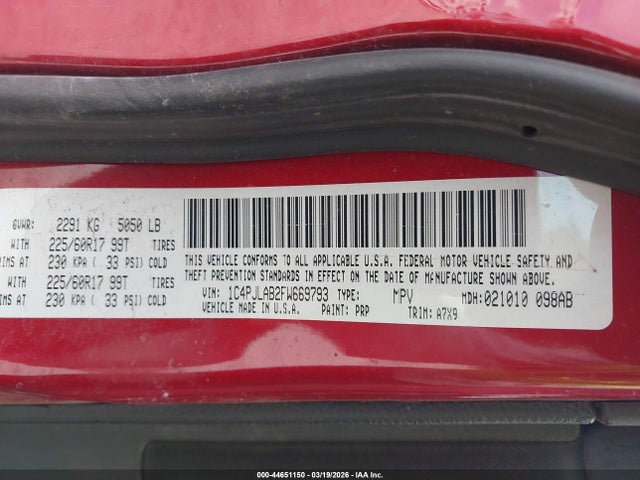 GVWR: 2291 KG 5050 LB
WITH 225/60R17 99T TIRES
IMS AT 230 KPA ( 33 PSI) COLD
WITH 225/60R17 99T TIRES
IMS AT 230 KPA ( 33 PSI) COLD
THIS VEHICLE CONFORMS TO ALL APPLICABLE U.S.A. FEDERAL MOTOR VEHICLE SAFETY AND
THEFT PREVENTION STANDARDS IN EFFECT ON THE DATE OF MANUFACTURE SHOWN ABOVE.
VIN: 1C4PJLAB2FW669793 TYPE: MPV MDH: 021010 098AB
VEHICLE MADE IN U.S.A. PAINT: PRP TRIM: A7X9
000-44651150 - 03/19/2026 - IAAI Inc.